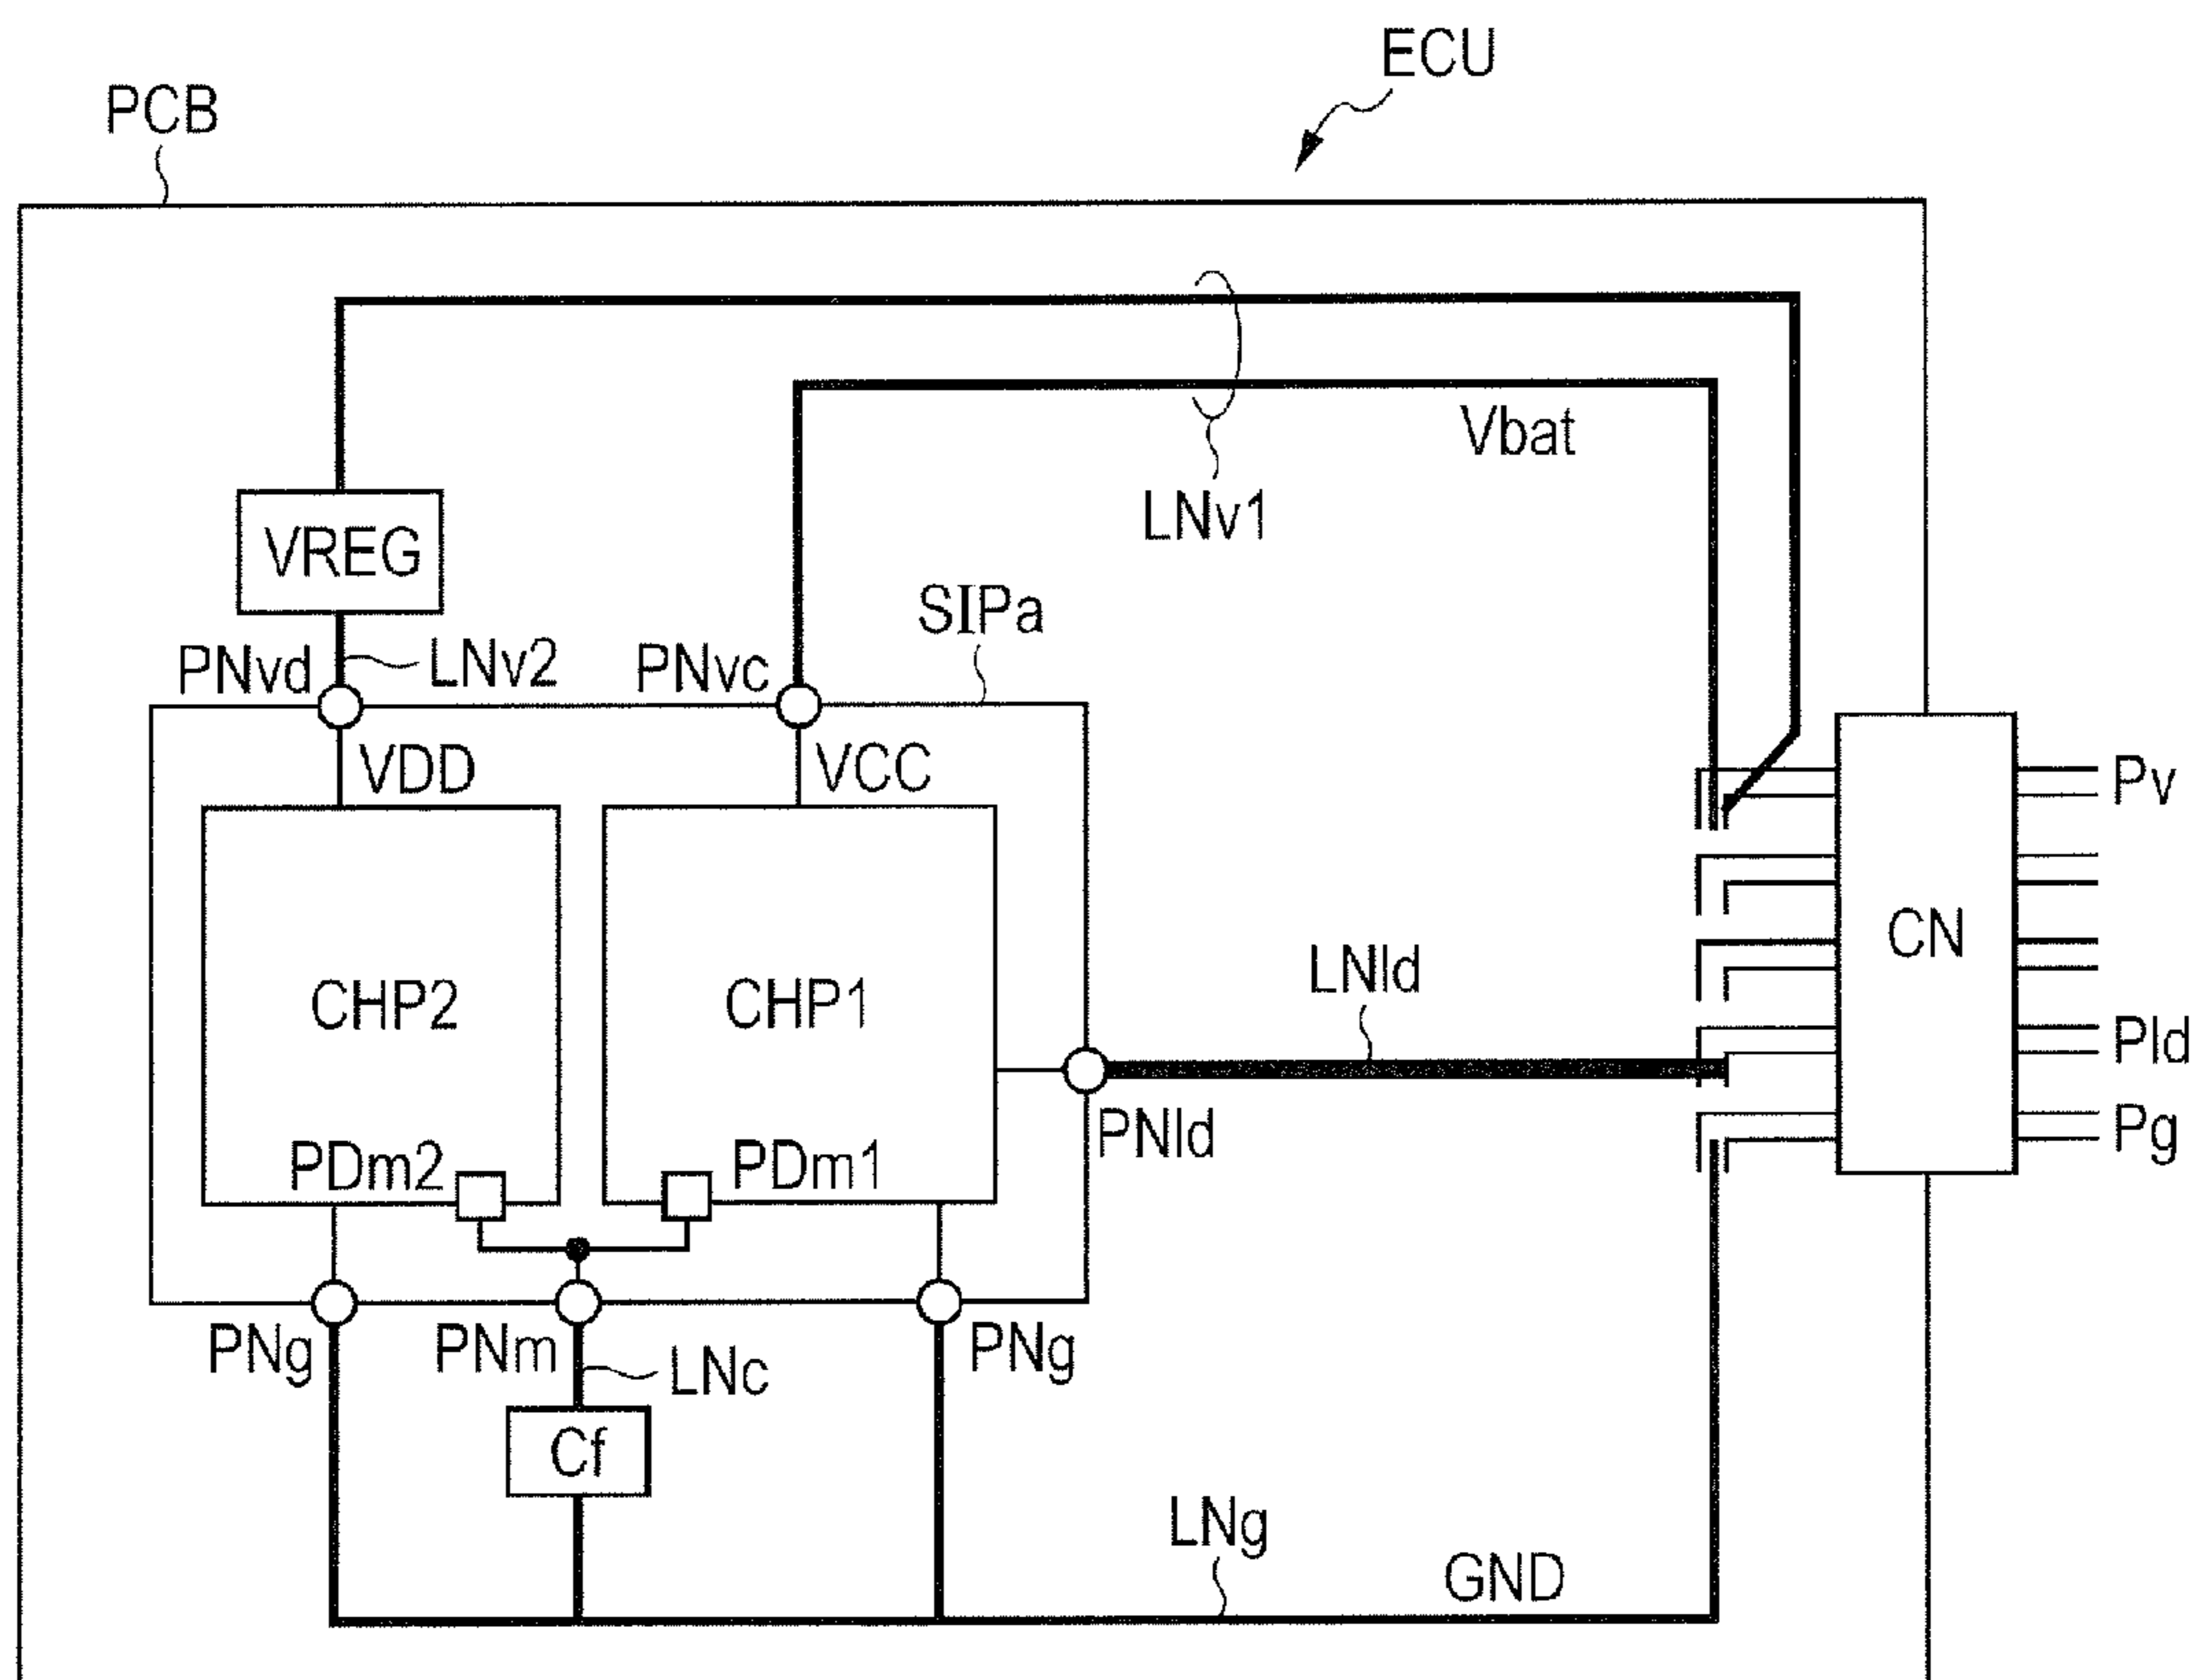 ECU
PCB
Vbat
LNv1
VREG
SIPa
PNvd
LNv2
PNvc
VDD
VCC
Pv
CN
CHP2
CHP1
LNld
Pld
PNld
Pg
PDm2
PDm1
PNg
PNm
LNc
PNg
Cf
LNg
GND